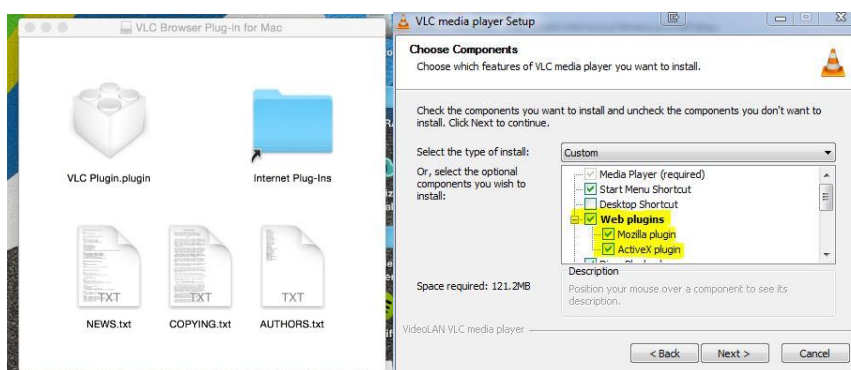 VLC Browser Plug-in for Mac
VLC Plugin.plugin
Internet Plug-Ins
TXT
TXT
TXT
NEWS.txt
COPYING.txt
AUTHORS.txt
VLC media player Setup
Choose Components
Choose which features of VLC media player you want to install.
Check the components you want to install and uncheck the components you don't want to
install. Click Next to continue.
Select the type of install:
Custom
Or, select the optional
components you wish to
install:
Media Player (required)
Start Menu Shortcut
Desktop Shortcut
Web plugins
Mozilla plugin
ActiveX plugin
Space required: 121.2MB
Description
Position your mouse over a component to see its
description.
VideoLAN VLC media player
< Back
Next >
Cancel